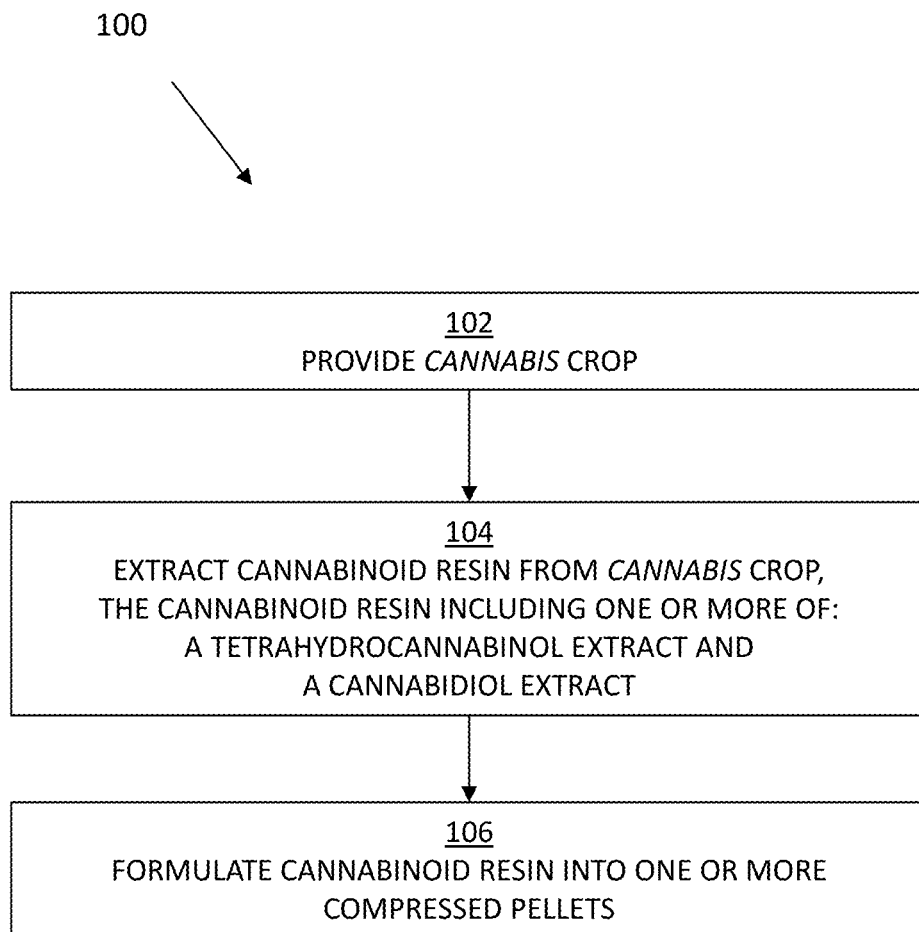 100
102
PROVIDE CANNABIS CROP
104
EXTRACT CANNABINOID RESIN FROM CANNABIS CROP,
THE CANNABINOID RESIN INCLUDING ONE OR MORE OF:
A TETRAHYDROCANNABINOL EXTRACT AND
A CANNABIDIOL EXTRACT
106
FORMULATE CANNABINOID RESIN INTO ONE OR MORE
COMPRESSED PELLETS